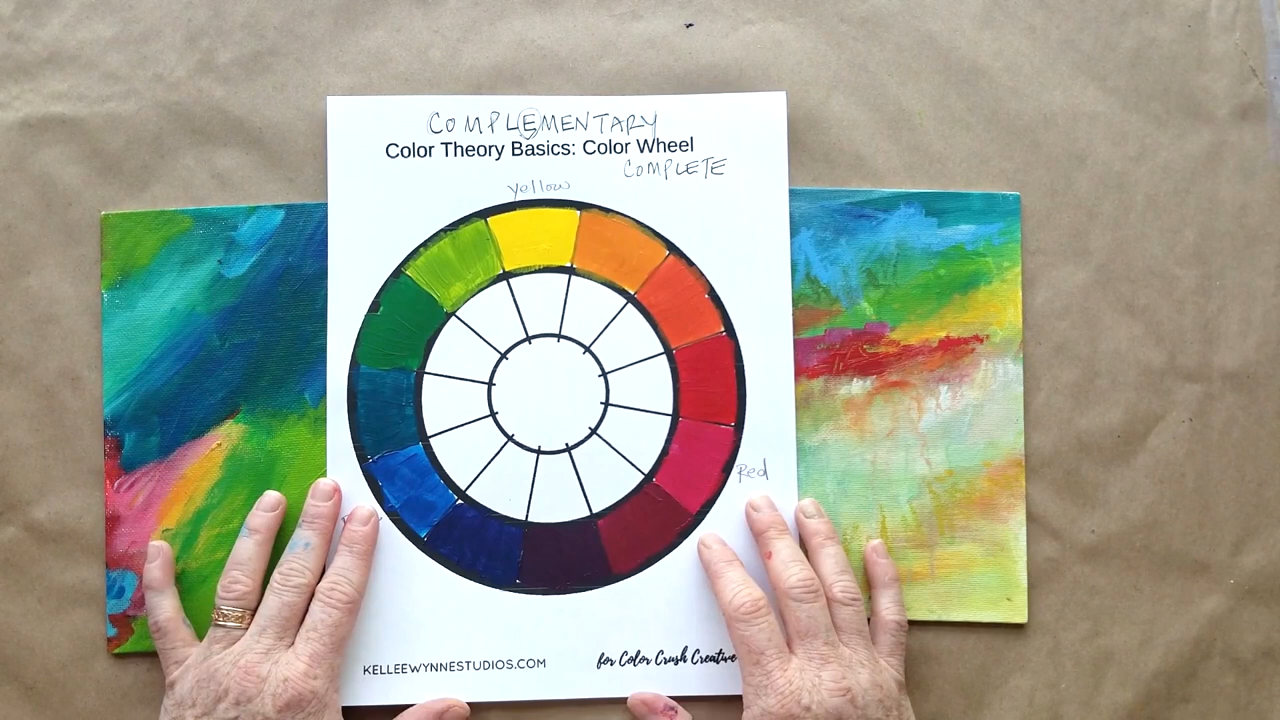 COMPLEMENTARY
Color Theory Basics: Color Wheel
COMPLETE
yellow
Red
KELLEEWYNNESTUDIOS.COM
for Color Crush Creative